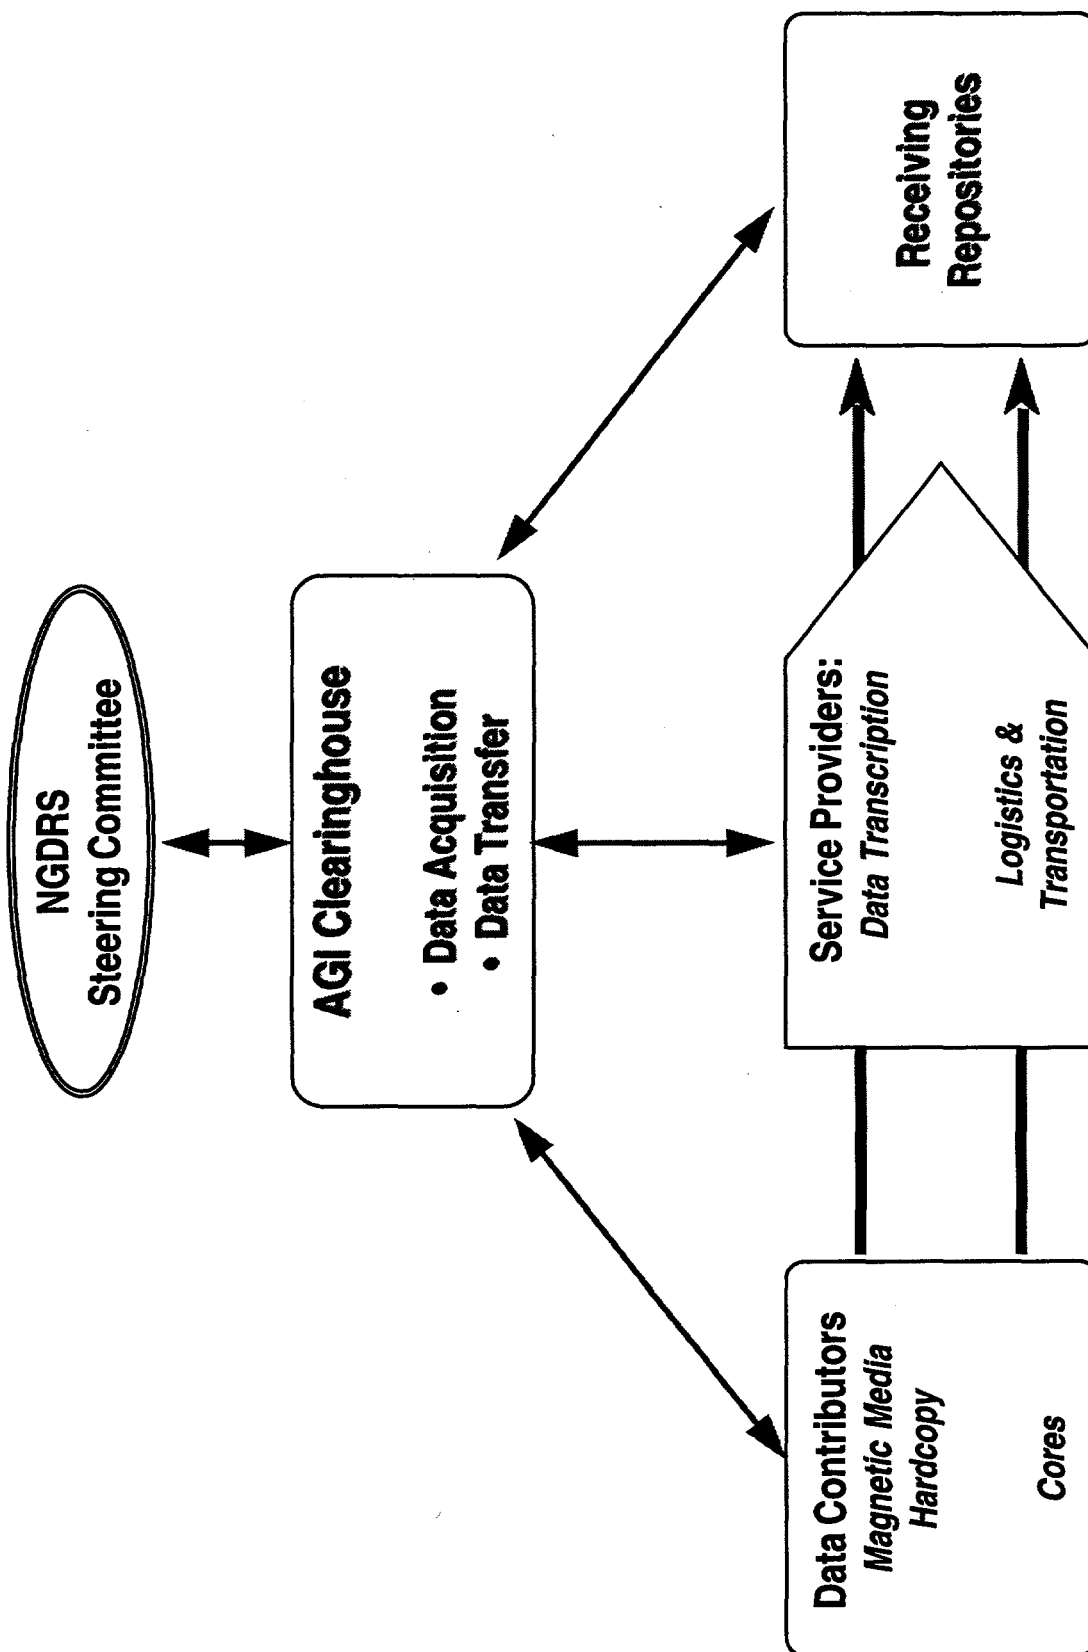 NGDRS
Steering Committee
AGI Clearinghouse
• Data Acquisition
• Data Transfer
Data Contributors
Magnetic Media
Hardcopy
Cores
Service Providers:
Data Transcription
Logistics &
Transportation
Receiving
Repositories